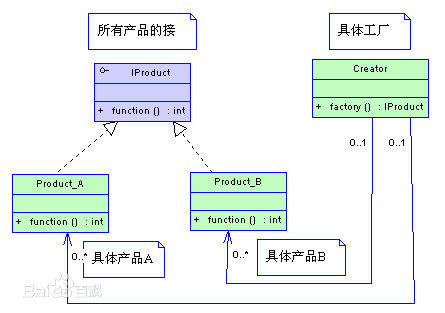 所有产品的接
具体工厂
IProduct
+ function () : int
Creator
+ factory () : IProduct
0..1
0..1
Product_A
+ function () : int
Product_B
+ function () : int
0..*
具体产品A
0..*
具体产品B
Baidu百科